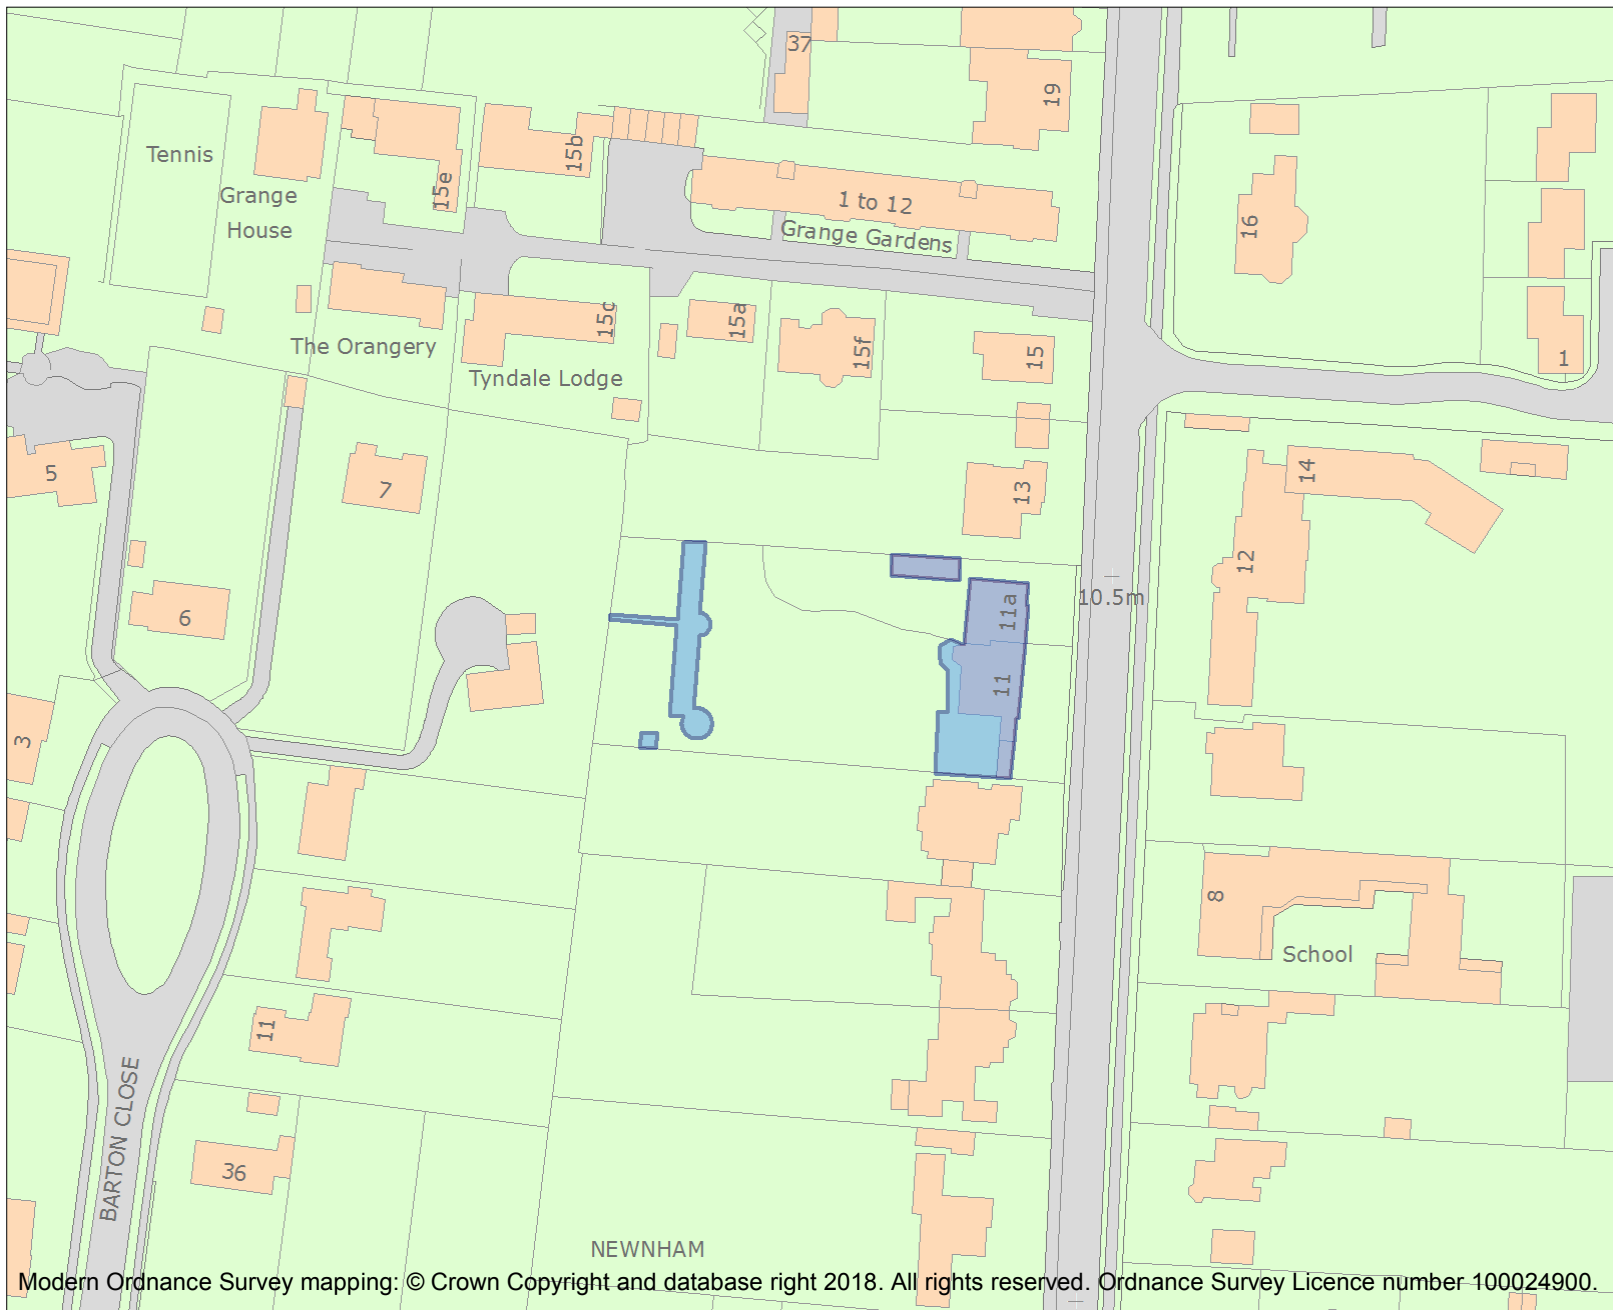 37
19
Tennis
15b
15e
Grange
House
1 to 12
Grange Gardens
16
15c
15a
15f
15
1
The Orangery
Tyndale Lodge
5
7
13
14
12
6
11a
10.5m
11
3
8
School
11
BARTON CLOSE
36
NEWNHAM
Modern Ordnance Survey mapping: © Crown Copyright and database right 2018. All rights reserved. Ordnance Survey Licence number 100024900.